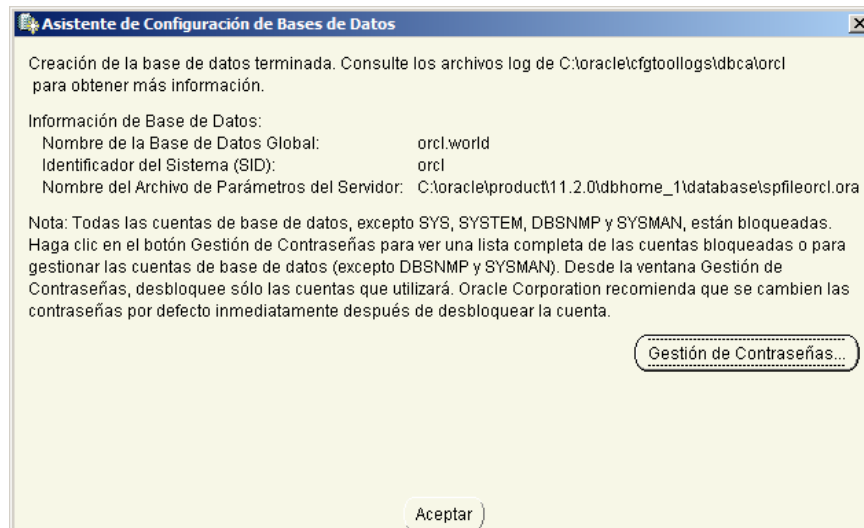 Asistente de Configuración de Bases de Datos
Creación de la base de datos terminada. Consulte los archivos log de C:\oracle\cfgtoollogs\dbca\orcl
para obtener más información.
Información de Base de Datos:
Nombre de la Base de Datos Global: orcl.world
Identificador del Sistema (SID): orcl
Nombre del Archivo de Parámetros del Servidor: C:\oracle\product\11.2.0\dbhome_1\database\spfileorcl.ora
Nota: Todas las cuentas de base de datos, excepto SYS, SYSTEM, DBSNMP y SYSMAN, están bloqueadas.
Haga clic en el botón Gestión de Contraseñas para ver una lista completa de las cuentas bloqueadas o para
gestionar las cuentas de base de datos (excepto DBSNMP y SYSMAN). Desde la ventana Gestión de
Contraseñas, desbloquee sólo las cuentas que utilizará. Oracle Corporation recomienda que se cambien las
contraseñas por defecto inmediatamente después de desbloquear la cuenta.
Gestión de Contraseñas...
Aceptar